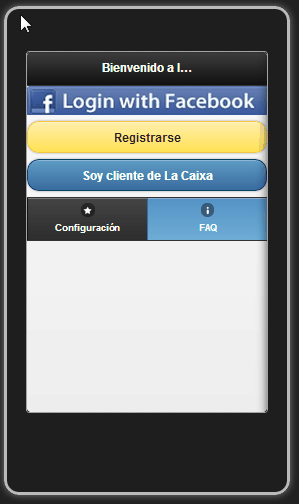 Bienvenido a l...
f Login with Facebook
Registrarse
Soy cliente de La Caixa
Configuración
FAQ